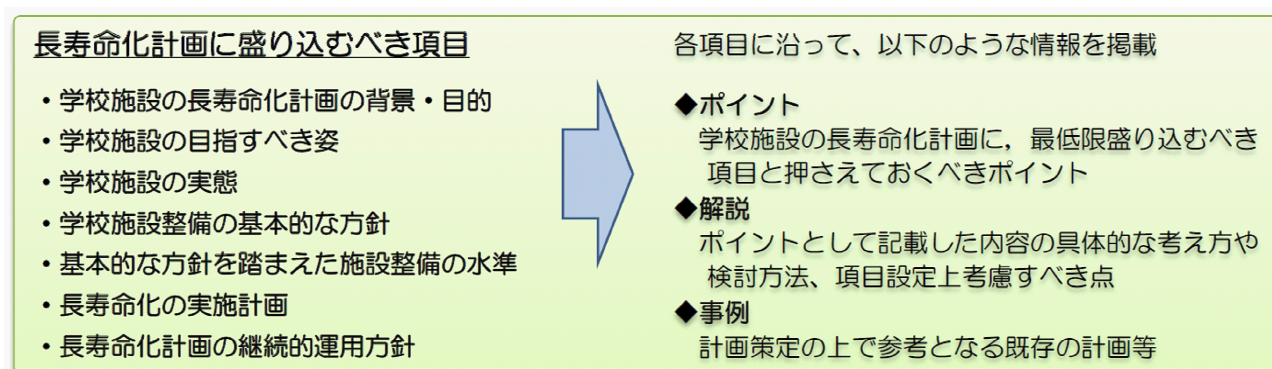 長寿命化計画に盛り込むべき項目
・学校施設の長寿命化計画の背景・目的
・学校施設の目指すべき姿
・学校施設の実態
・学校施設整備の基本的な方針
・基本的な方針を踏まえた施設整備の水準
・長寿命化の実施計画
・長寿命化計画の継続的運用方針
各項目に沿って、以下のような情報を掲載
◆ポイント
学校施設の長寿命化計画に，最低限盛り込むべき
項目と押さえておくべきポイント
◆解説
ポイントとして記載した内容の具体的な考え方や
検討方法、項目設定上考慮すべき点
◆事例
計画策定の上で参考となる既存の計画等